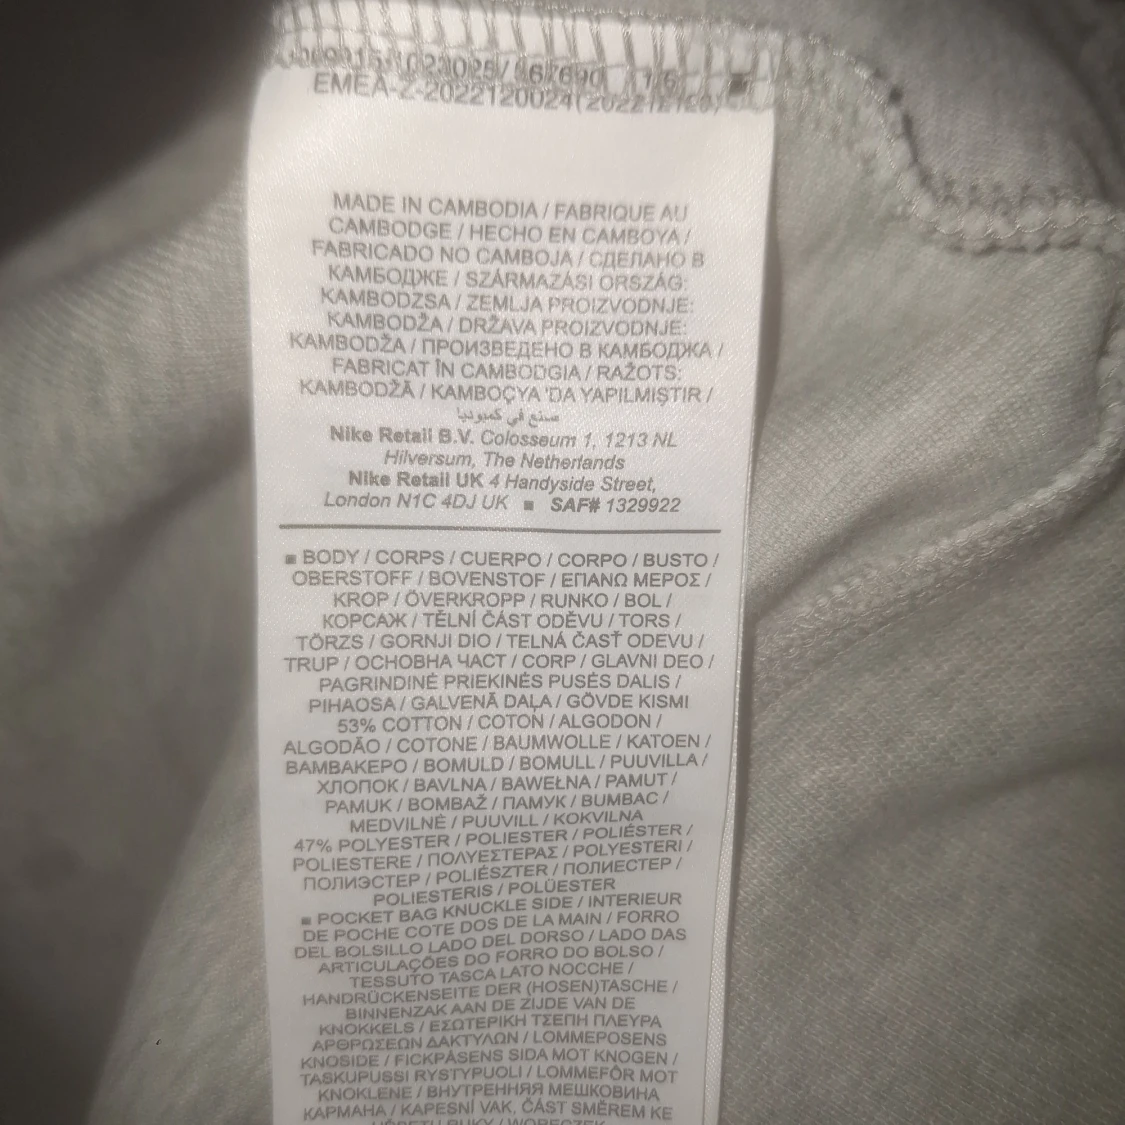 EMEA-Z-2022120024(20221
MADE IN CAMBODIA / FABRIQUE AU
CAMBODGE / HECHO EN CAMBOYA /
FABRICADO NO CAMBOJA / СДЕЛАНО В
КАМБОДЖЕ / SZÁRMAZÁSI ORSZÁG:
KAMBODZSA / ZEMLJA PROIZVODNJE:
KAMBODŽA / DRŽAVA PROIZVODNJE:
KAMBODŽA / ПРОИЗВЕДЕНО В КАМБОДЖА /
FABRICAT ÎN CAMBODGIA / RAŽOTS:
KAMBODŽĀ / KAMBOÇYA 'DA YAPILMIŞTIR /
صنع في كمبوديا
Nike Retail B.V. Colosseum 1, 1213 NL
Hilversum, The Netherlands
Nike Retail UK 4 Handyside Street,
London N1C 4DJ UK ▪ SAF# 1329922
▪ BODY / CORPS / CUERPO / CORPO / BUSTO /
OBERSTOFF / BOVENSTOF / ΕΠΑΝΩ ΜΕΡΟΣ /
KROP / ÖVERKROPP / RUNKO / BOL /
КОРСАЖ / TĚLNÍ ČÁST ODĚVU / TORS /
TÖRZS / GORNJI DIO / TELNÁ ČASŤ ODEVU /
TRUP / ОСНОВНА ЧАСТ / CORP / GLAVNI DEO /
PAGRINDINĖ PRIEKINĖS PUSĖS DALIS /
PIHAOSA / GALVENĀ DAĻA / GÖVDE KISMI
53% COTTON / COTON / ALGODON /
ALGODÃO / COTONE / BAUMWOLLE / KATOEN /
ΒΑΜΒΑΚΕΡΟ / BOMULD / BOMULL / PUUVILLA /
ХЛОПОК / BAVLNA / BAWEŁNA / PAMUT /
PAMUK / BOMBAŽ / ПАМУК / BUMBAC /
MEDVILNĖ / PUUVILL / KOKVILNA
47% POLYESTER / POLIESTER / POLIÉSTER /
POLIESTERE / ΠΟΛΥΕΣΤΕΡΑΣ / POLYESTERI /
ПОЛИЭСТЕР / POLIÉSZTER / ПОЛИЕСТЕР /
POLIESTERIS / POLÜESTER
▪ POCKET BAG KNUCKLE SIDE / INTERIEUR
DE POCHE COTE DOS DE LA MAIN / FORRO
DEL BOLSILLO LADO DEL DORSO / LADO DAS
ARTICULAÇÕES DO FORRO DO BOLSO /
TESSUTO TASCA LATO NOCCHE /
HANDRÜCKENSEITE DER (HOSEN)TASCHE /
BINNENZAK AAN DE ZIJDE VAN DE
KNOKKELS / ΕΣΩΤΕΡΙΚΗ ΤΣΕΠΗ ΠΛΕΥΡΑ
ΑΡΘΡΩΣΕΩΝ ΔΑΚΤΥΛΩΝ / LOMMEPOSENS
KNOSIDE / FICKPÅSENS SIDA MOT KNOGEN /
TASKUPUSSI RYSTYPUOLI / LOMMEFÔR MOT
KNOKLENE / ВНУТРЕННЯЯ МЕШКОВИНА
КАРМАНА / KAPESNÍ VAK, ČÁST SMĚREM KE